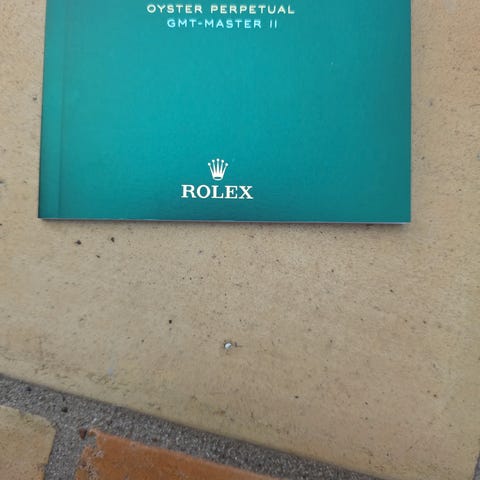 OYSTER PERPETUAL
GMT-MASTER II
ROLEX